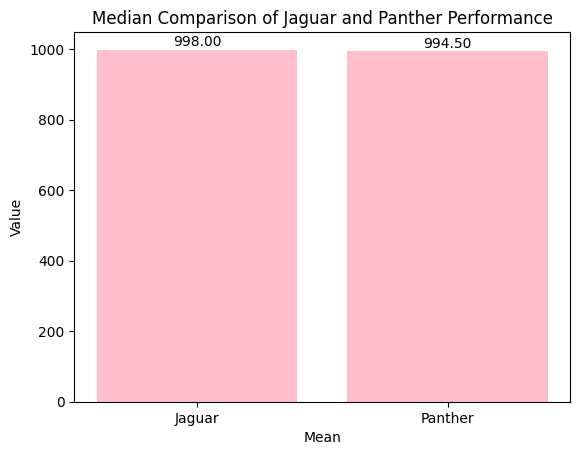 Median Comparison of Jaguar and Panther Performance
998.00
994.50
1000
800
600
400
200
0
Value
Jaguar
Panther
Mean